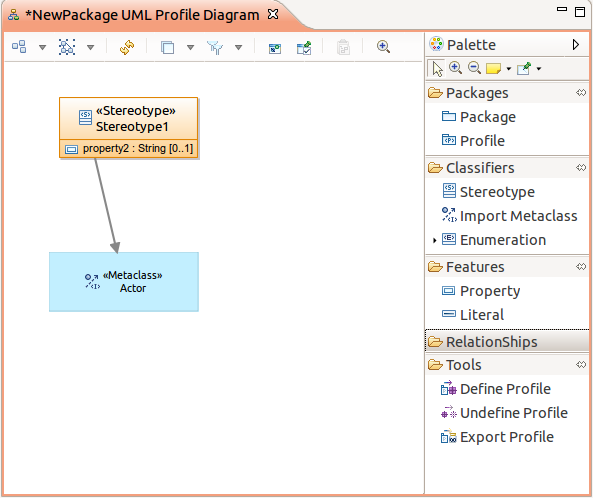 *NewPackage UML Profile Diagram
Palette
Packages
Package
Profile
Classifiers
Stereotype
Import Metaclass
Enumeration
Features
Property
Literal
RelationShips
Tools
Define Profile
Undefine Profile
Export Profile
«Stereotype»
Stereotype1
property2 : String [0..1]
«Metaclass»
Actor